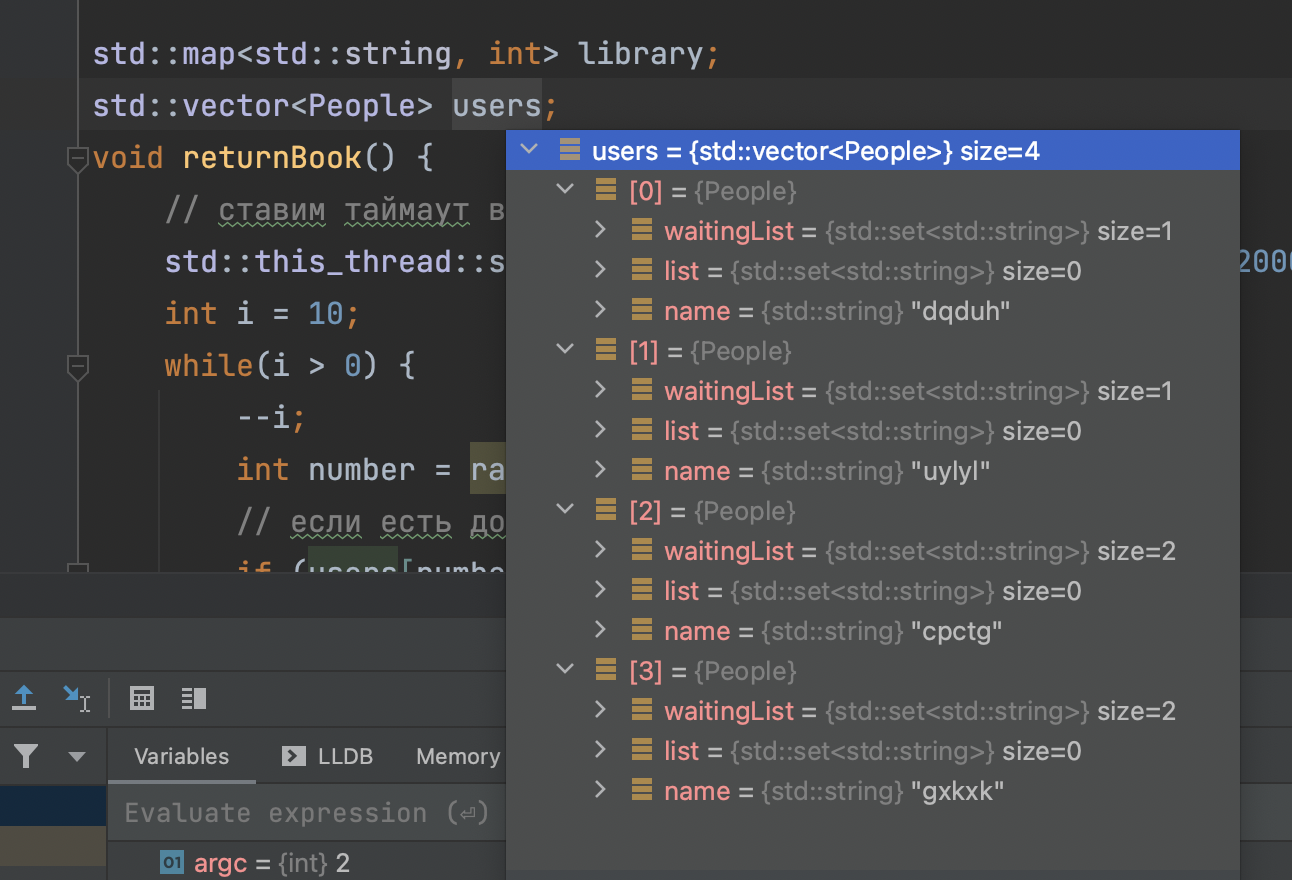 std::map<std::string, int> library;
std::vector<People> users;
void returnBook() {
// ставим таймаут
std::this_thread::s
2000
int i = 10;
while(i > 0) {
--i;
int number = ra
// если есть до
if (users[numbe
users = {std::vector<People>} size=4
[0] = {People}
waitingList = {std::set<std::string>} size=1
list = {std::set<std::string>} size=0
name = {std::string} "dqduh"
[1] = {People}
waitingList = {std::set<std::string>} size=1
list = {std::set<std::string>} size=0
name = {std::string} "uylyl"
[2] = {People}
waitingList = {std::set<std::string>} size=2
list = {std::set<std::string>} size=0
name = {std::string} "cpctg"
[3] = {People}
waitingList = {std::set<std::string>} size=2
list = {std::set<std::string>} size=0
name = {std::string} "gxkxk"
Variables LLDB Memory
Evaluate expression (⏎)
01 argc = {int} 2